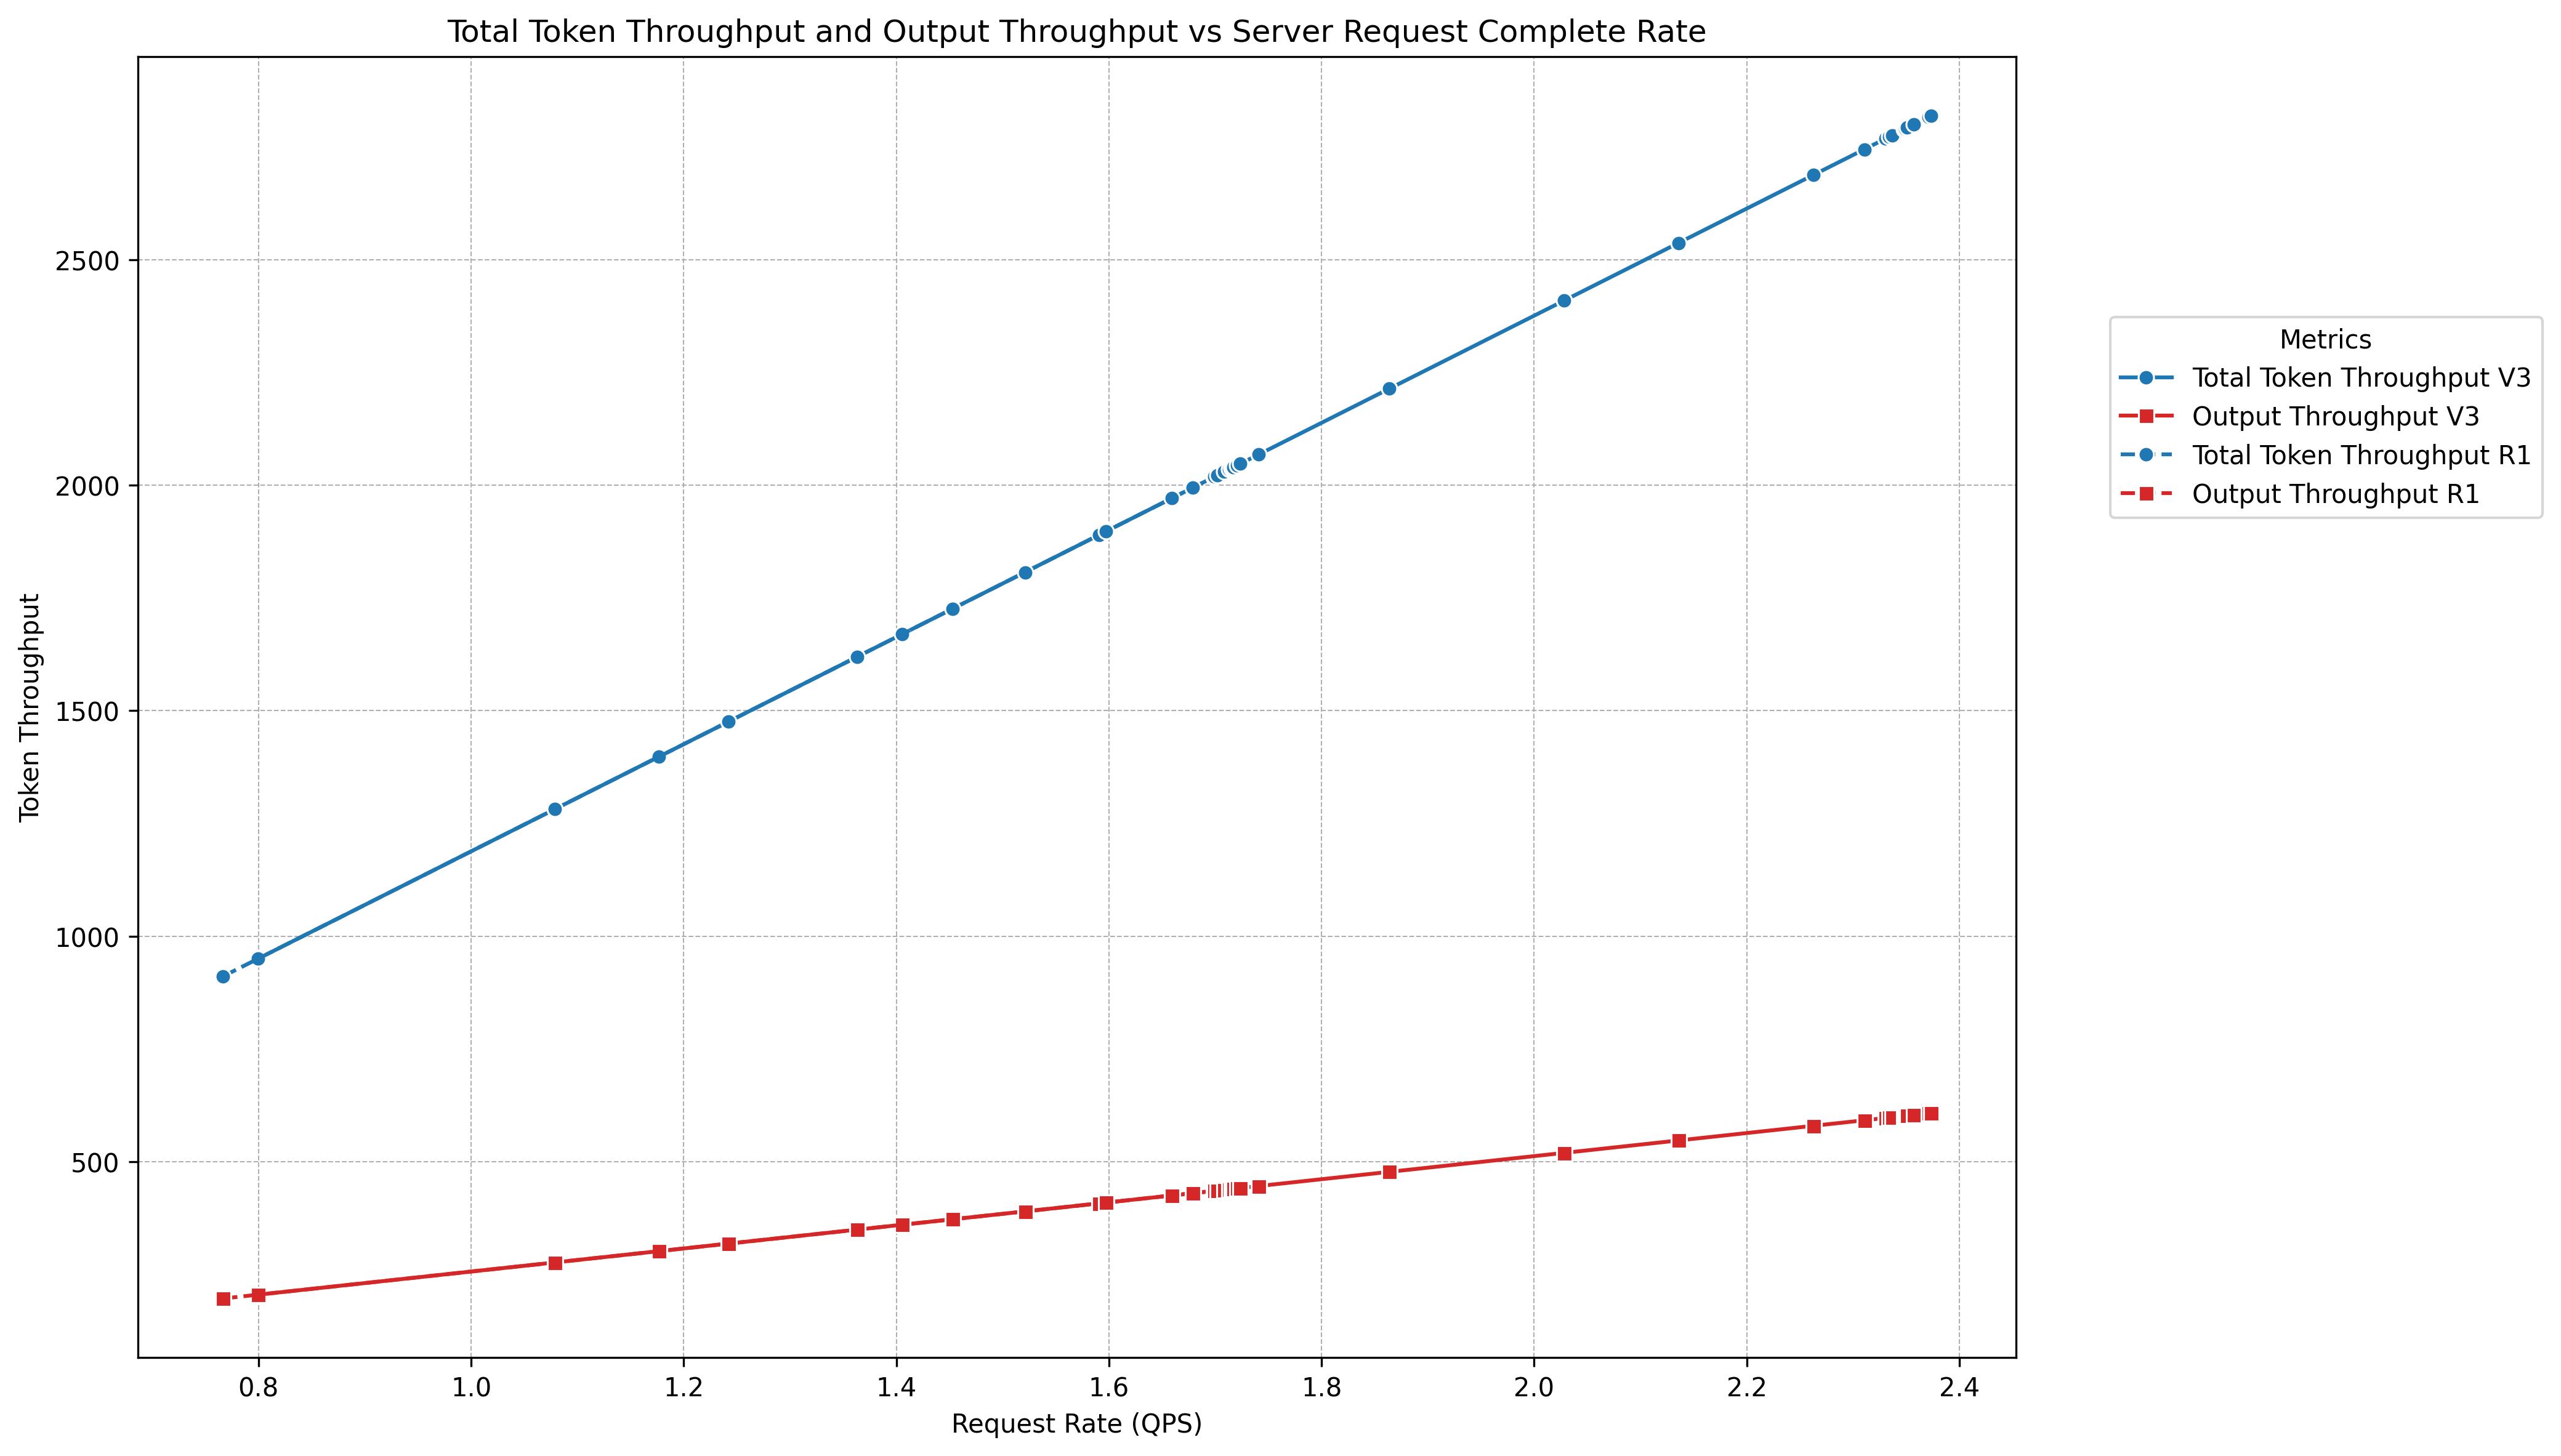 Total Token Throughput and Output Throughput vs Server Request Complete Rate
Token Throughput
2500
2000
1500
1000
500
0.8
1.0
1.2
1.4
1.6
1.8
2.0
2.2
2.4
Request Rate (QPS)
Metrics
Total Token Throughput V3
Output Throughput V3
Total Token Throughput R1
Output Throughput R1